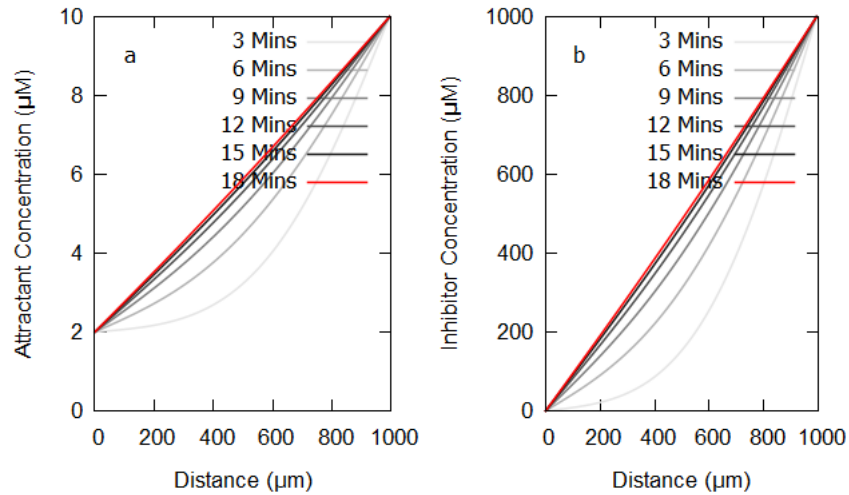 a
3 Mins
6 Mins
9 Mins
12 Mins
15 Mins
18 Mins
10
8
6
4
2
0
0 200 400 600 800 1000
Attractant Concentration (µM)
Distance (µm)
b
3 Mins
6 Mins
9 Mins
12 Mins
15 Mins
18 Mins
1000
800
600
400
200
0
0 200 400 600 800 1000
Inhibitor Concentration (µM)
Distance (µm)